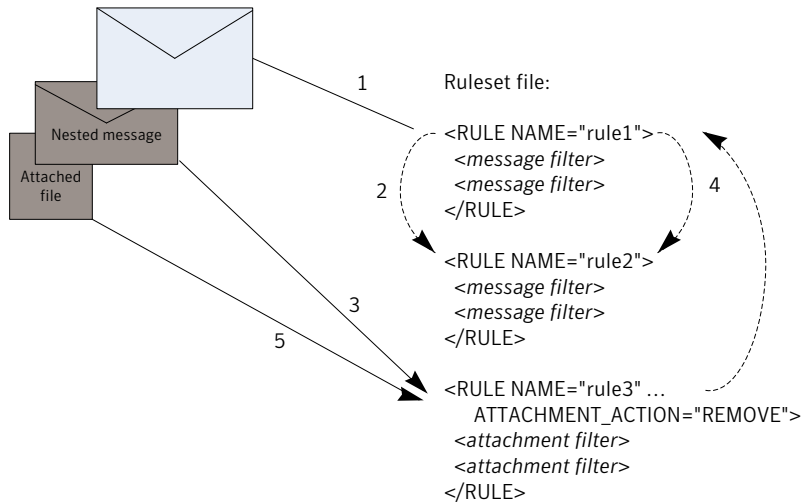 Nested message
Attached
file
1
2
3
4
5
Ruleset file:
<RULE NAME="rule1">
<message filter>
<message filter>
</RULE>
<RULE NAME="rule2">
<message filter>
<message filter>
</RULE>
<RULE NAME="rule3" ...
ATTACHMENT_ACTION="REMOVE">
<attachment filter>
<attachment filter>
</RULE>